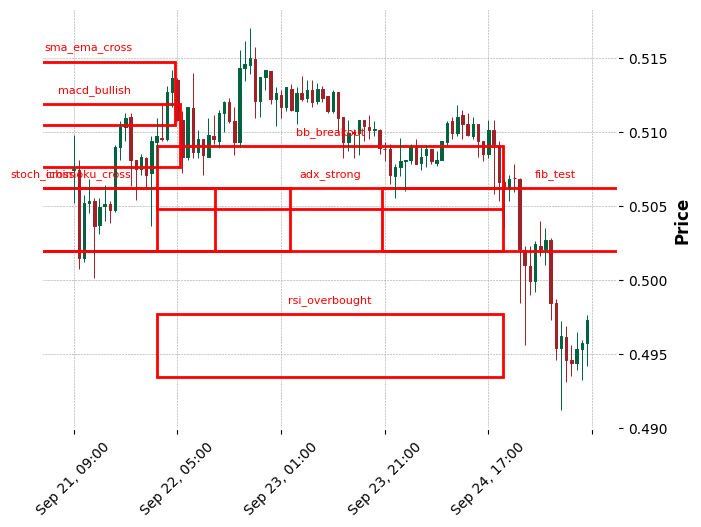 sma_ema_cross
macd_bullish
bb_breakout
stoch_cross
ichimoku_cross
adx_strong
fib_test
rsi_overbought
0.515
0.510
0.505
0.500
0.495
0.490
Price
Sep 21, 09:00
Sep 22, 05:00
Sep 23, 01:00
Sep 23, 21:00
Sep 24, 17:00